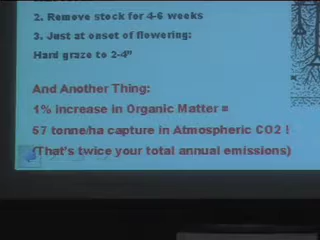 2. Remove stock for 4-6 weeks
3. Just at onset of flowering:
Hard graze to 2-4"
And Another Thing:
1% increase in Organic Matter =
57 tonne/ha capture in Atmospheric CO2 !
(That's twice your total annual emissions)